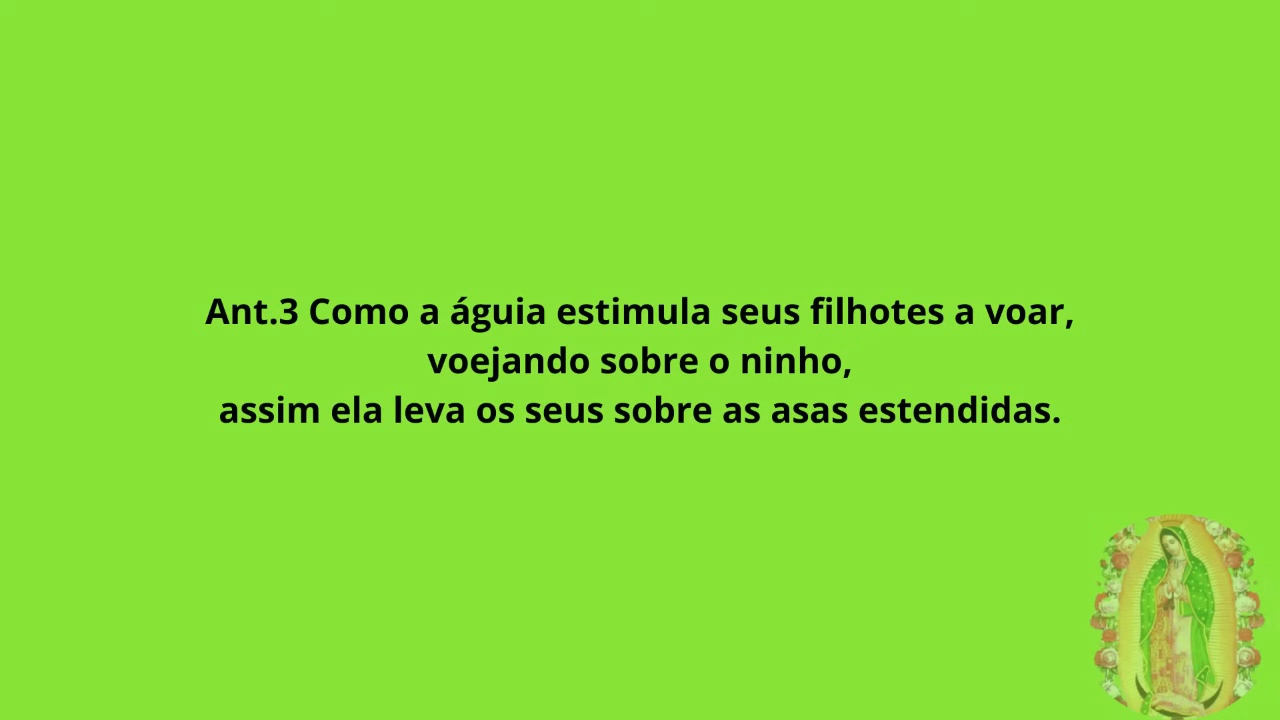 Ant.3 Como a águia estimula seus filhotes a voar,
voejando sobre o ninho,
assim ela leva os seus sobre as asas estendidas.